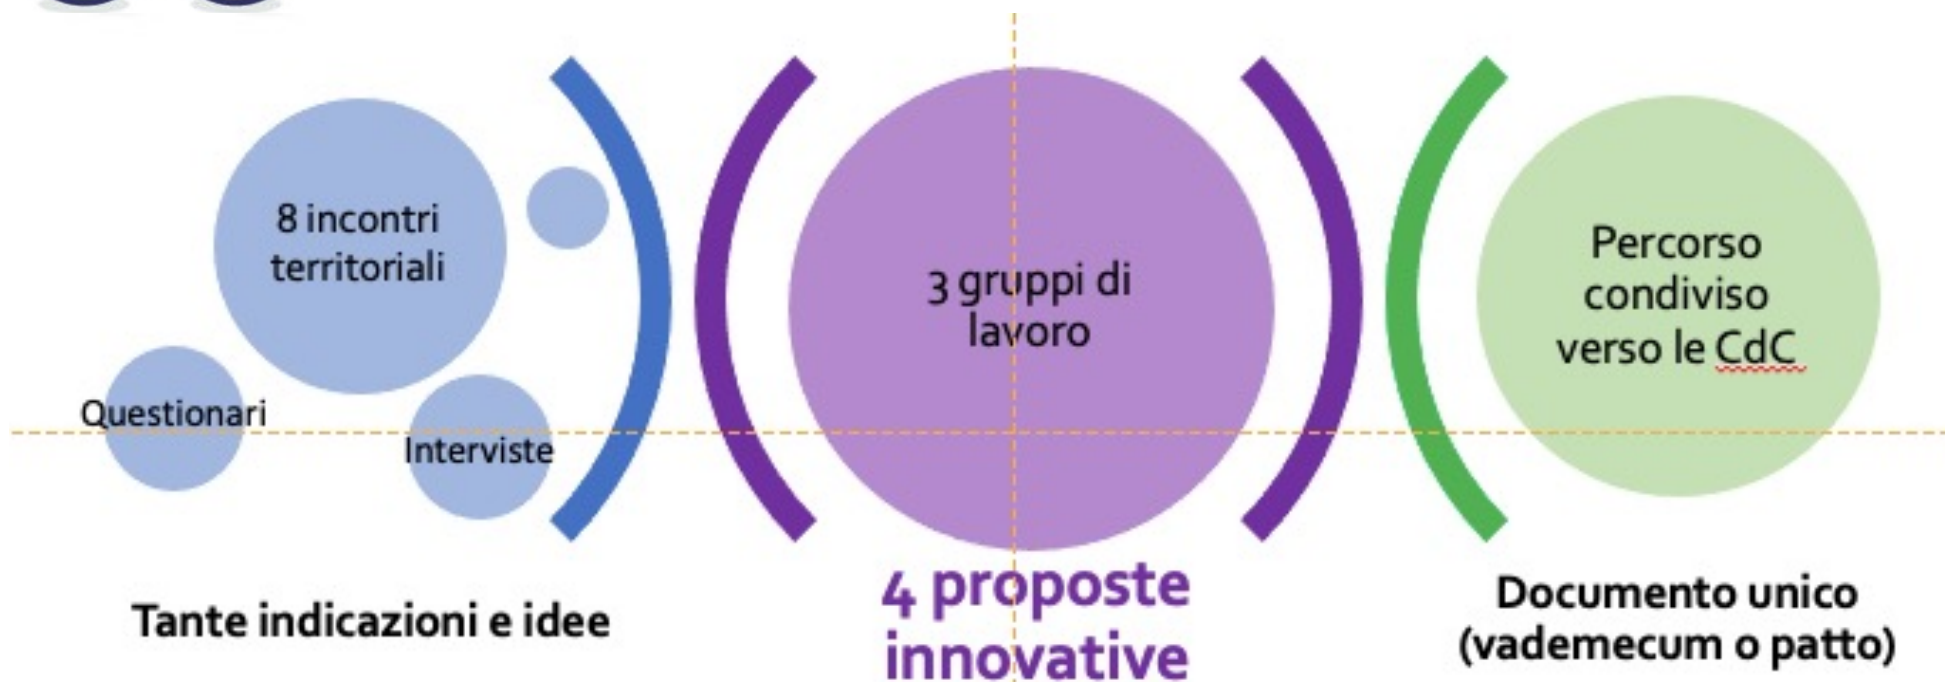 8 incontri
territoriali
Questionari
Interviste
Tante indicazioni e idee
3 gruppi di
lavoro
4 proposte
innovative
Percorso
condiviso
verso le CdC
Documento unico
(vademecum o patto)